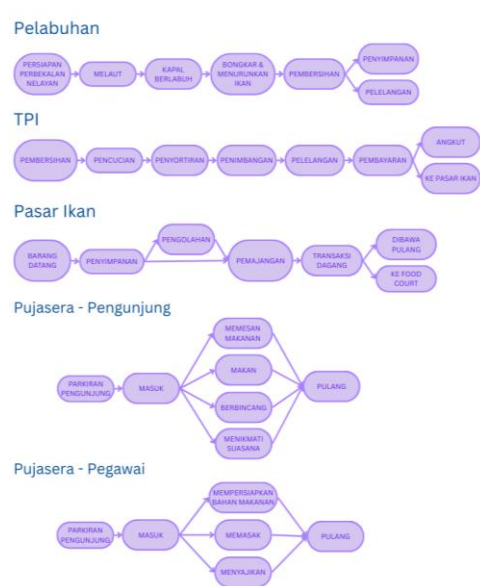 Pelabuhan
PERSIAPAN
PERBEKALAN
NELAYAN
MELAUT
KAPAL
BERLABUH
BONGKAR &
MENURUNKAN
IKAN
PEMBERSIHAN
PENYIMPANAN
PELELANGAN
TPI
PEMBERSIHAN
PENCUCIAN
PENYORTIRAN
PENIMBANGAN
PELELANGAN
PEMBAYARAN
ANGKUT
KE PASAR IKAN
Pasar Ikan
BARANG
DATANG
PENYIMPANAN
PENGOLAHAN
PEMAJANGAN
TRANSAKSI
DAGANG
DIBAWA
PULANG
KE FOOD
COURT
Pujasera - Pengunjung
PARKIRAN
PENGUNJUNG
MASUK
MEMESAN
MAKANAN
MAKAN
BERBINCANG
MENIKMATI
SUASANA
PULANG
Pujasera - Pegawai
PARKIRAN
PENGUNJUNG
MASUK
MEMPERSIAPKAN
BAHAN MAKANAN
MEMASAK
MENYAJIKAN
PULANG